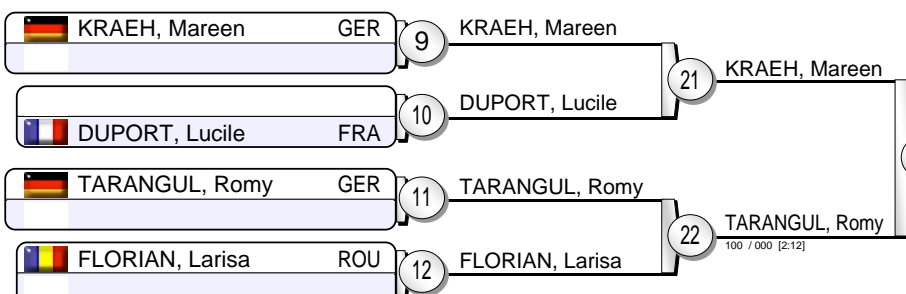 KRAEH, Mareen GER 9 KRAEH, Mareen
21 KRAEH, Mareen
10 DUPORT, Lucile
DUPORT, Lucile FRA
TARANGUL, Romy GER 11 TARANGUL, Romy
22 TARANGUL, Romy
100 / 000 [2:12]
FLORIAN, Larisa ROU 12 FLORIAN, Larisa